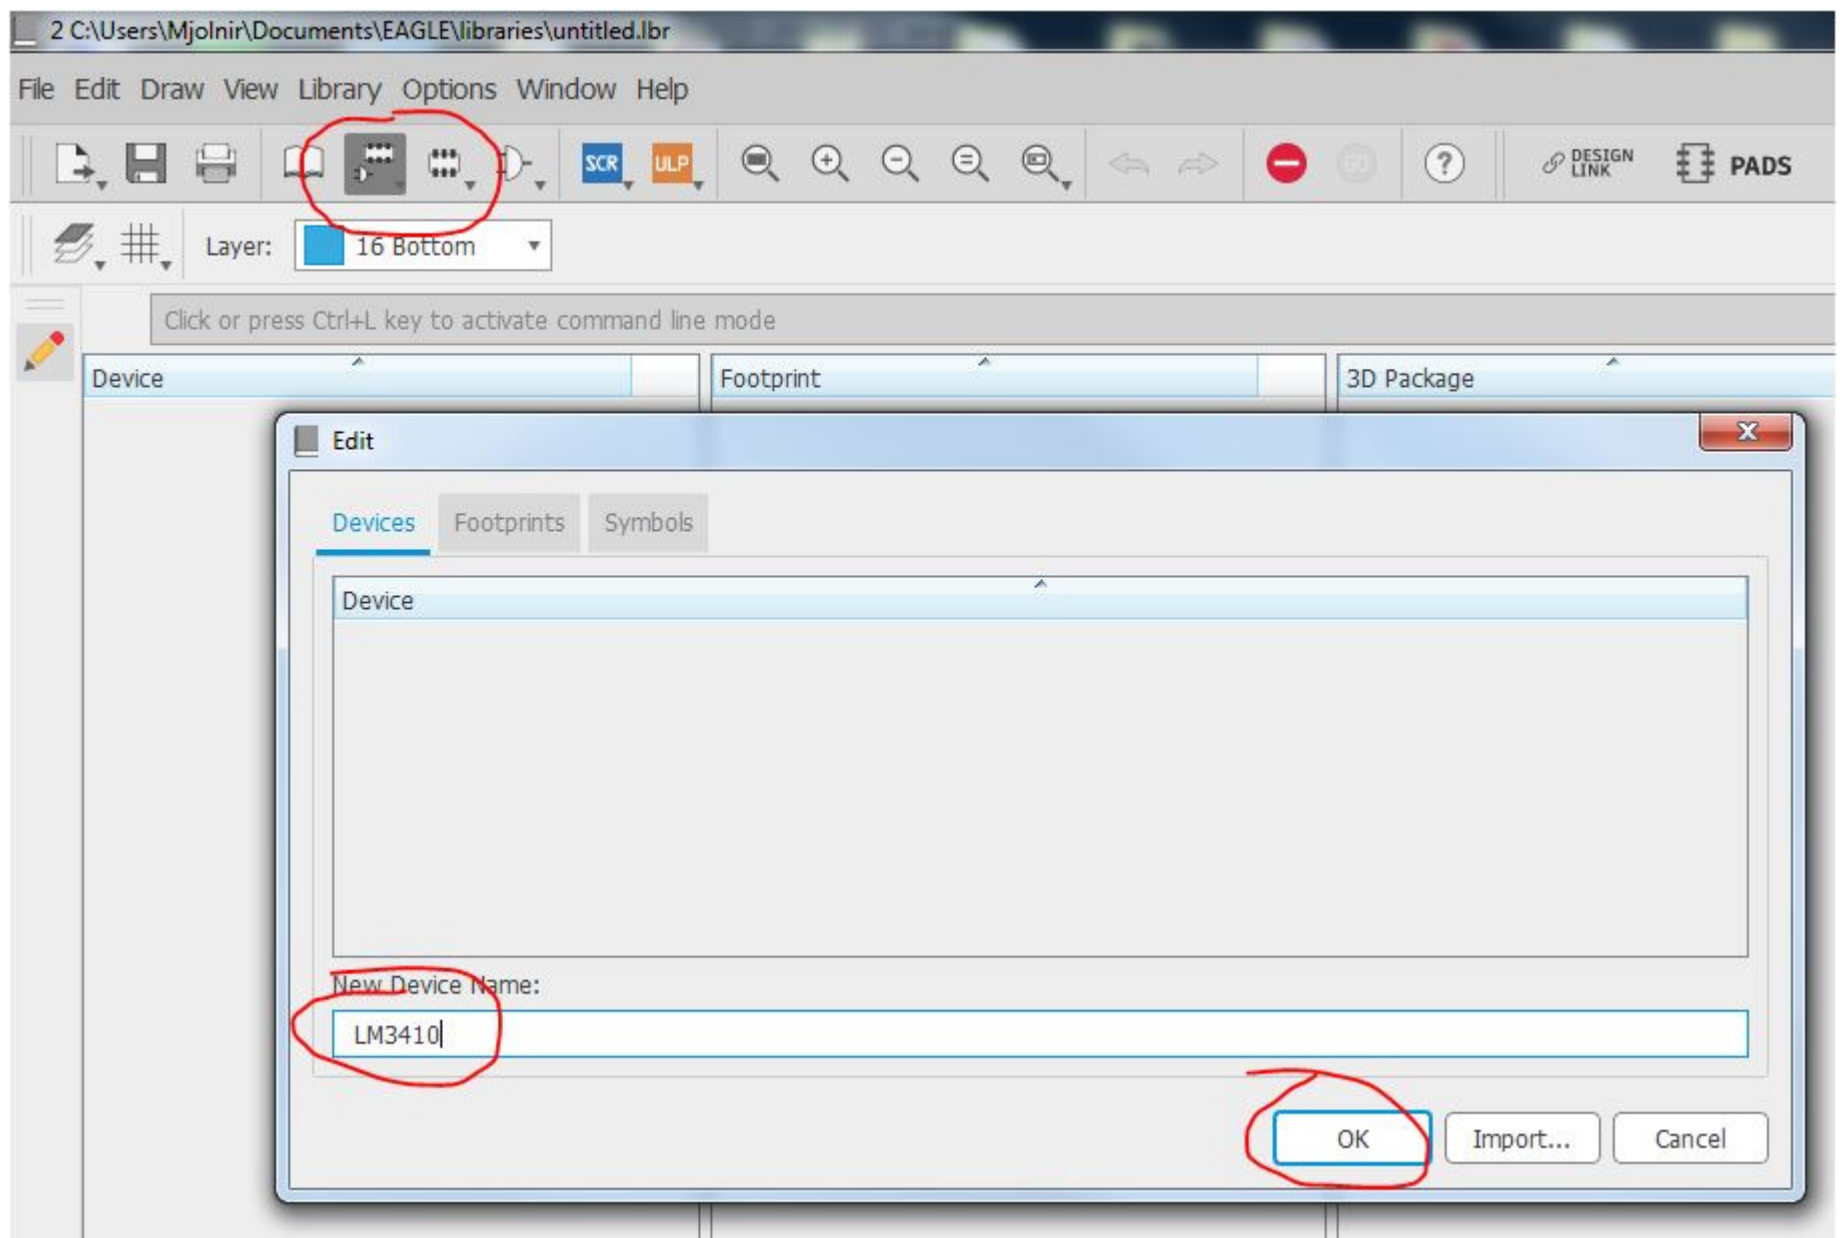 2 C:\Users\Mjolnir\Documents\EAGLE\libraries\untitled.lbr
File Edit Draw View Library Options Window Help
SCR ULP GO ? DESIGN LINK PADS
Layer: 16 Bottom
Click or press Ctrl+L key to activate command line mode
Device Footprint 3D Package
Edit
Devices Footprints Symbols
Device
New Device Name:
LM3410
OK Import... Cancel